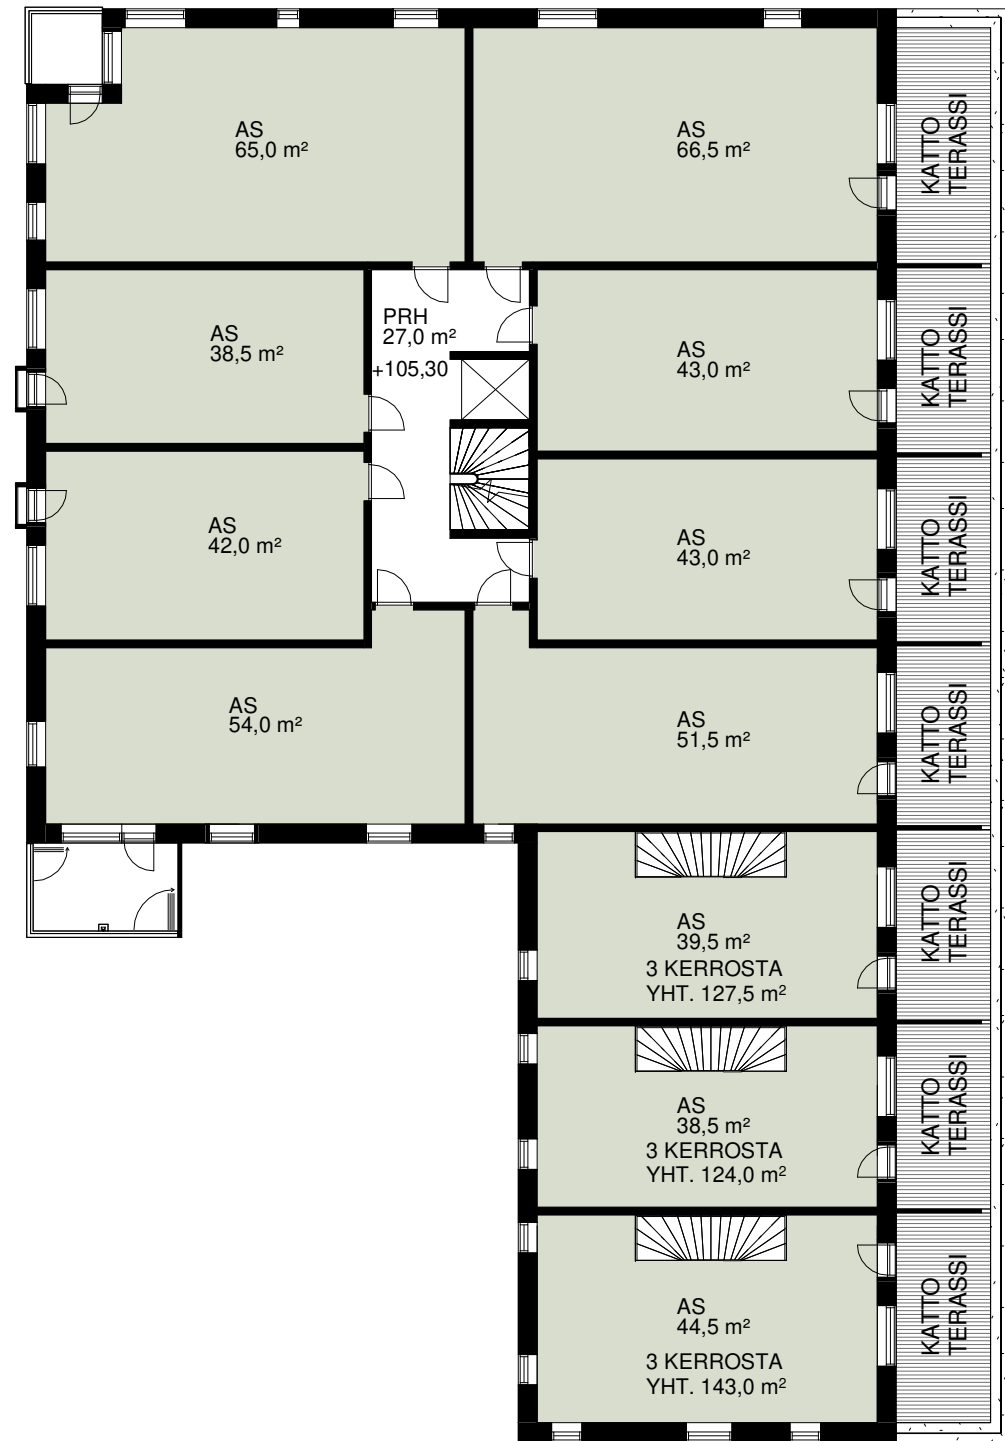 AS
65,0 m²
AS
66,5 m²
KATTO
TERASSI
AS
38,5 m²
PRH
27,0 m²
+105,30
AS
43,0 m²
KATTO
TERASSI
AS
42,0 m²
AS
43,0 m²
KATTO
TERASSI
AS
54,0 m²
AS
51,5 m²
KATTO
TERASSI
AS
39,5 m²
3 KERROSTA
YHT. 127,5 m²
KATTO
TERASSI
AS
38,5 m²
3 KERROSTA
YHT. 124,0 m²
KATTO
TERASSI
AS
44,5 m²
3 KERROSTA
YHT. 143,0 m²
KATTO
TERASSI